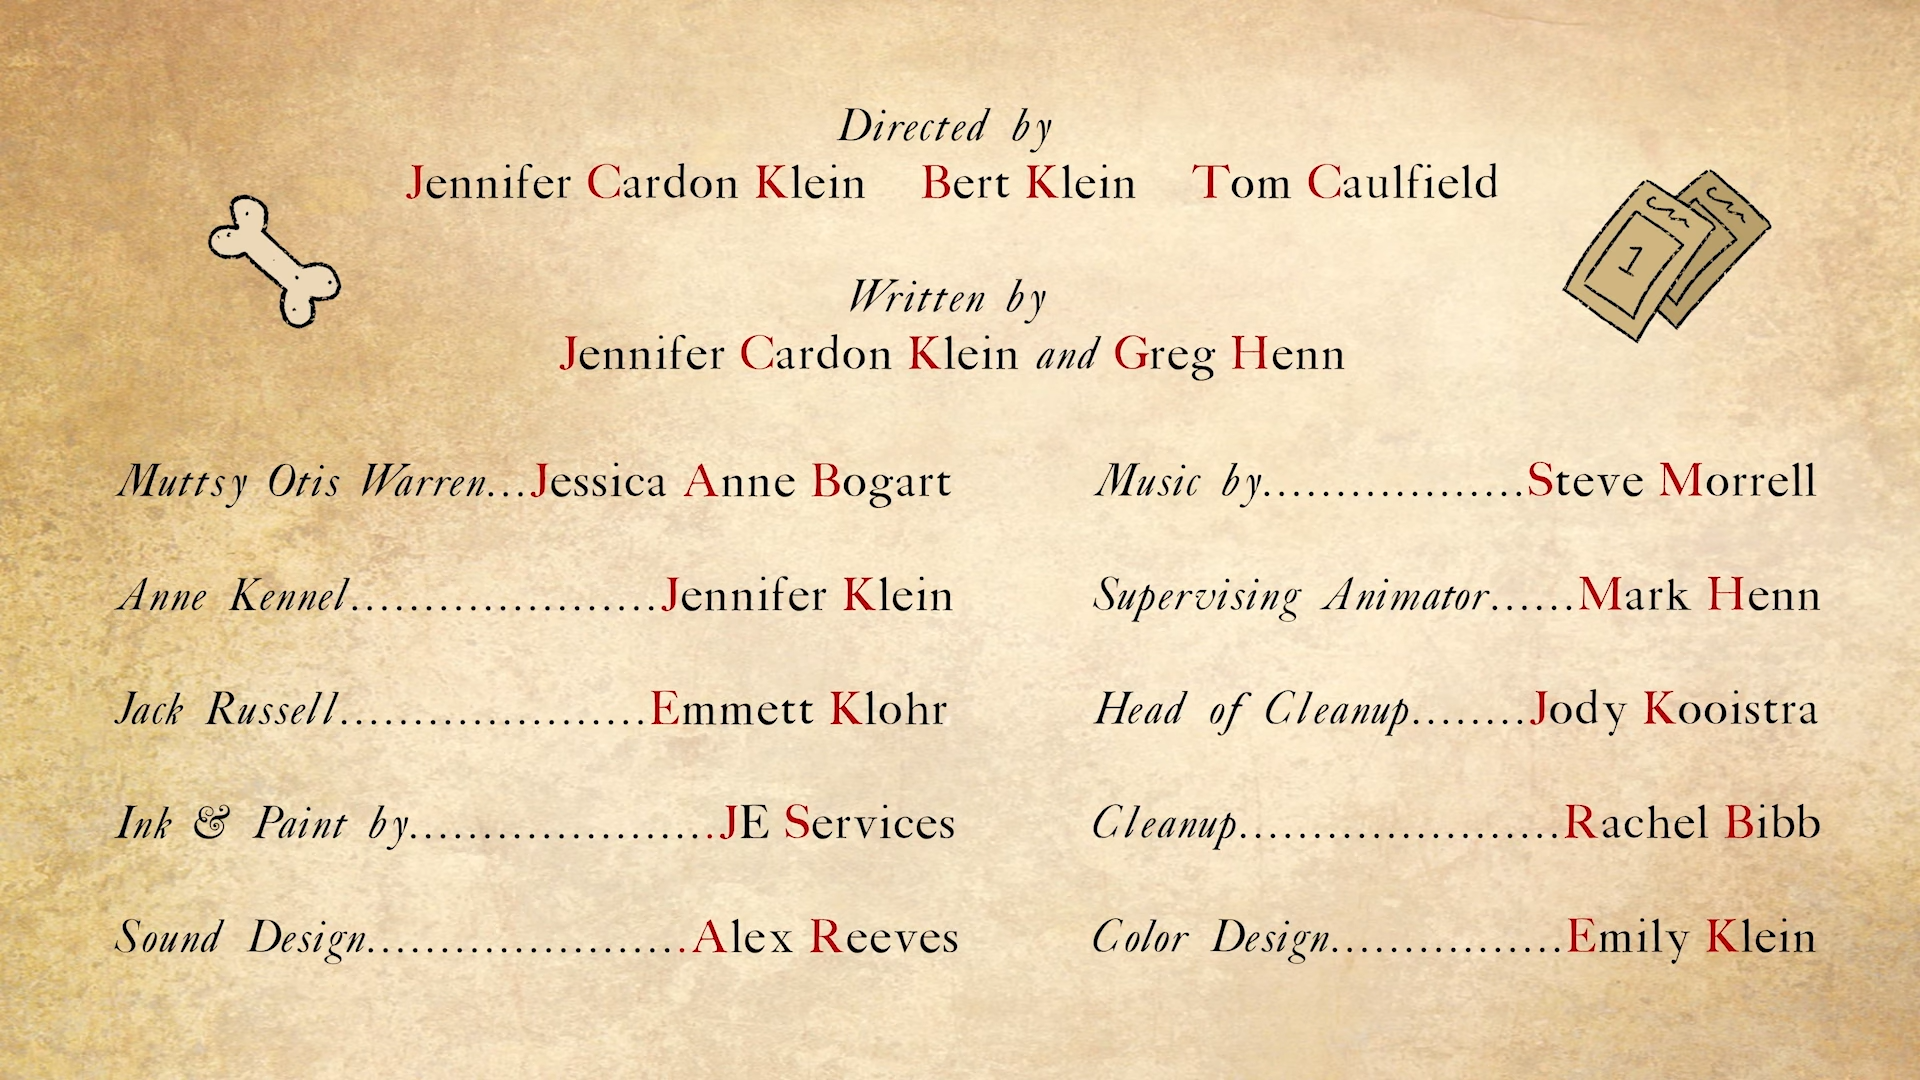 Directed by
Jennifer Cardon Klein Bert Klein Tom Caulfield
Written by
Jennifer Cardon Klein and Greg Henn
1
Muttsy Otis Warren...Jessica Anne Bogart
Anne Kennel.....................Jennifer Klein
Jack Russell.....................Emmett Klohr
Ink & Paint by.....................JE Services
Sound Design......................Alex Reeves
Music by..................Steve Morrell
Supervising Animator......Mark Henn
Head of Cleanup........Jody Kooistra
Cleanup......................Rachel Bibb
Color Design................Emily Klein